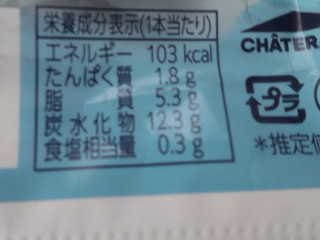 栄養成分表示(1本当たり)
エネルギー 103 kcal
たんぱく質 1.8 g
脂質 5.3 g
炭水化物 12.3 g
食塩相当量 0.3 g
CHÂTER
プラ
*推定